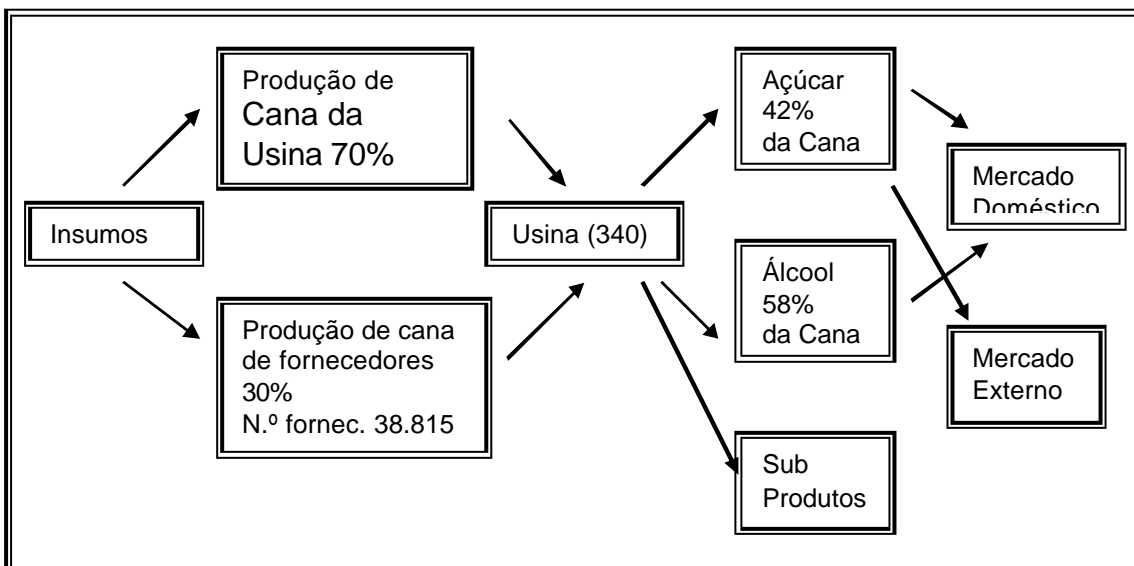 Insumos
Produção de
Cana da
Usina 70%
Produção de cana
de fornecedores
30%
N.º fornec. 38.815
Usina (340)
Açúcar
42%
da Cana
Álcool
58%
da Cana
Sub
Produtos
Mercado
Doméstico
Mercado
Externo